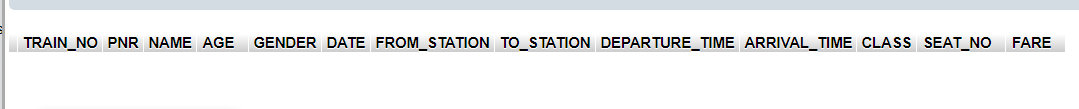 TRAIN_NO PNR NAME AGE GENDER DATE FROM_STATION TO_STATION DEPARTURE_TIME ARRIVAL_TIME CLASS SEAT_NO FARE